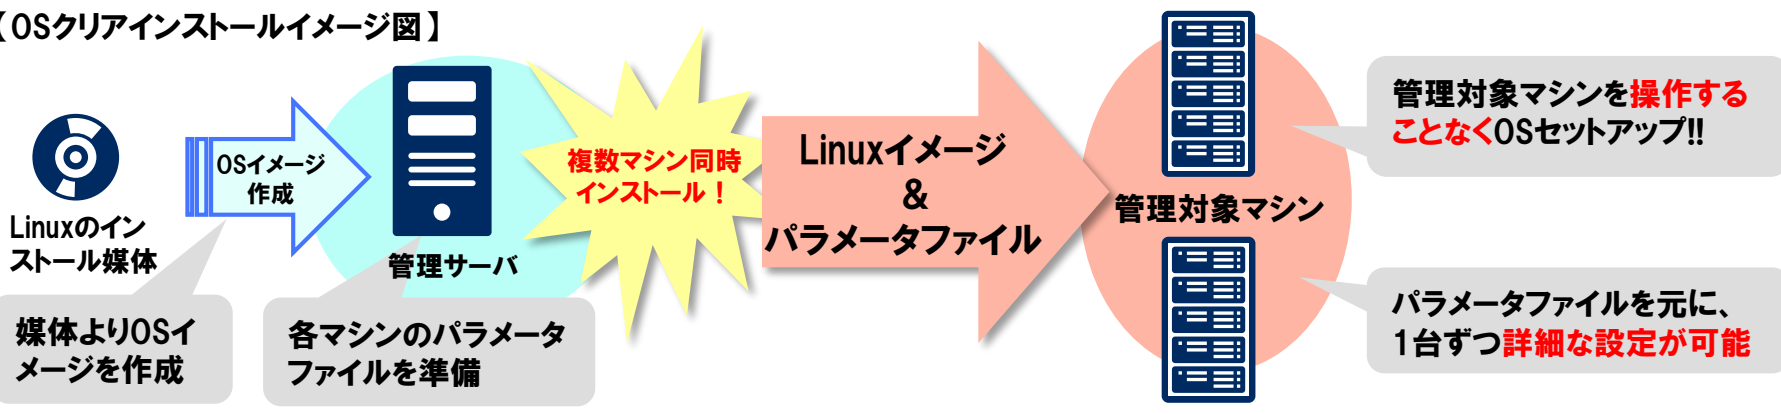 【OSクリアインストールイメージ図】
Linuxのイン
ストール媒体
OSイメージ
作成
媒体よりOSイ
メージを作成
管理サーバ
各マシンのパラメータ
ファイルを準備
複数マシン同時
インストール！
Linuxイメージ
&
パラメータファイル
管理対象マシン
管理対象マシンを操作する
ことなくOSセットアップ!!
パラメータファイルを元に、
1台ずつ詳細な設定が可能